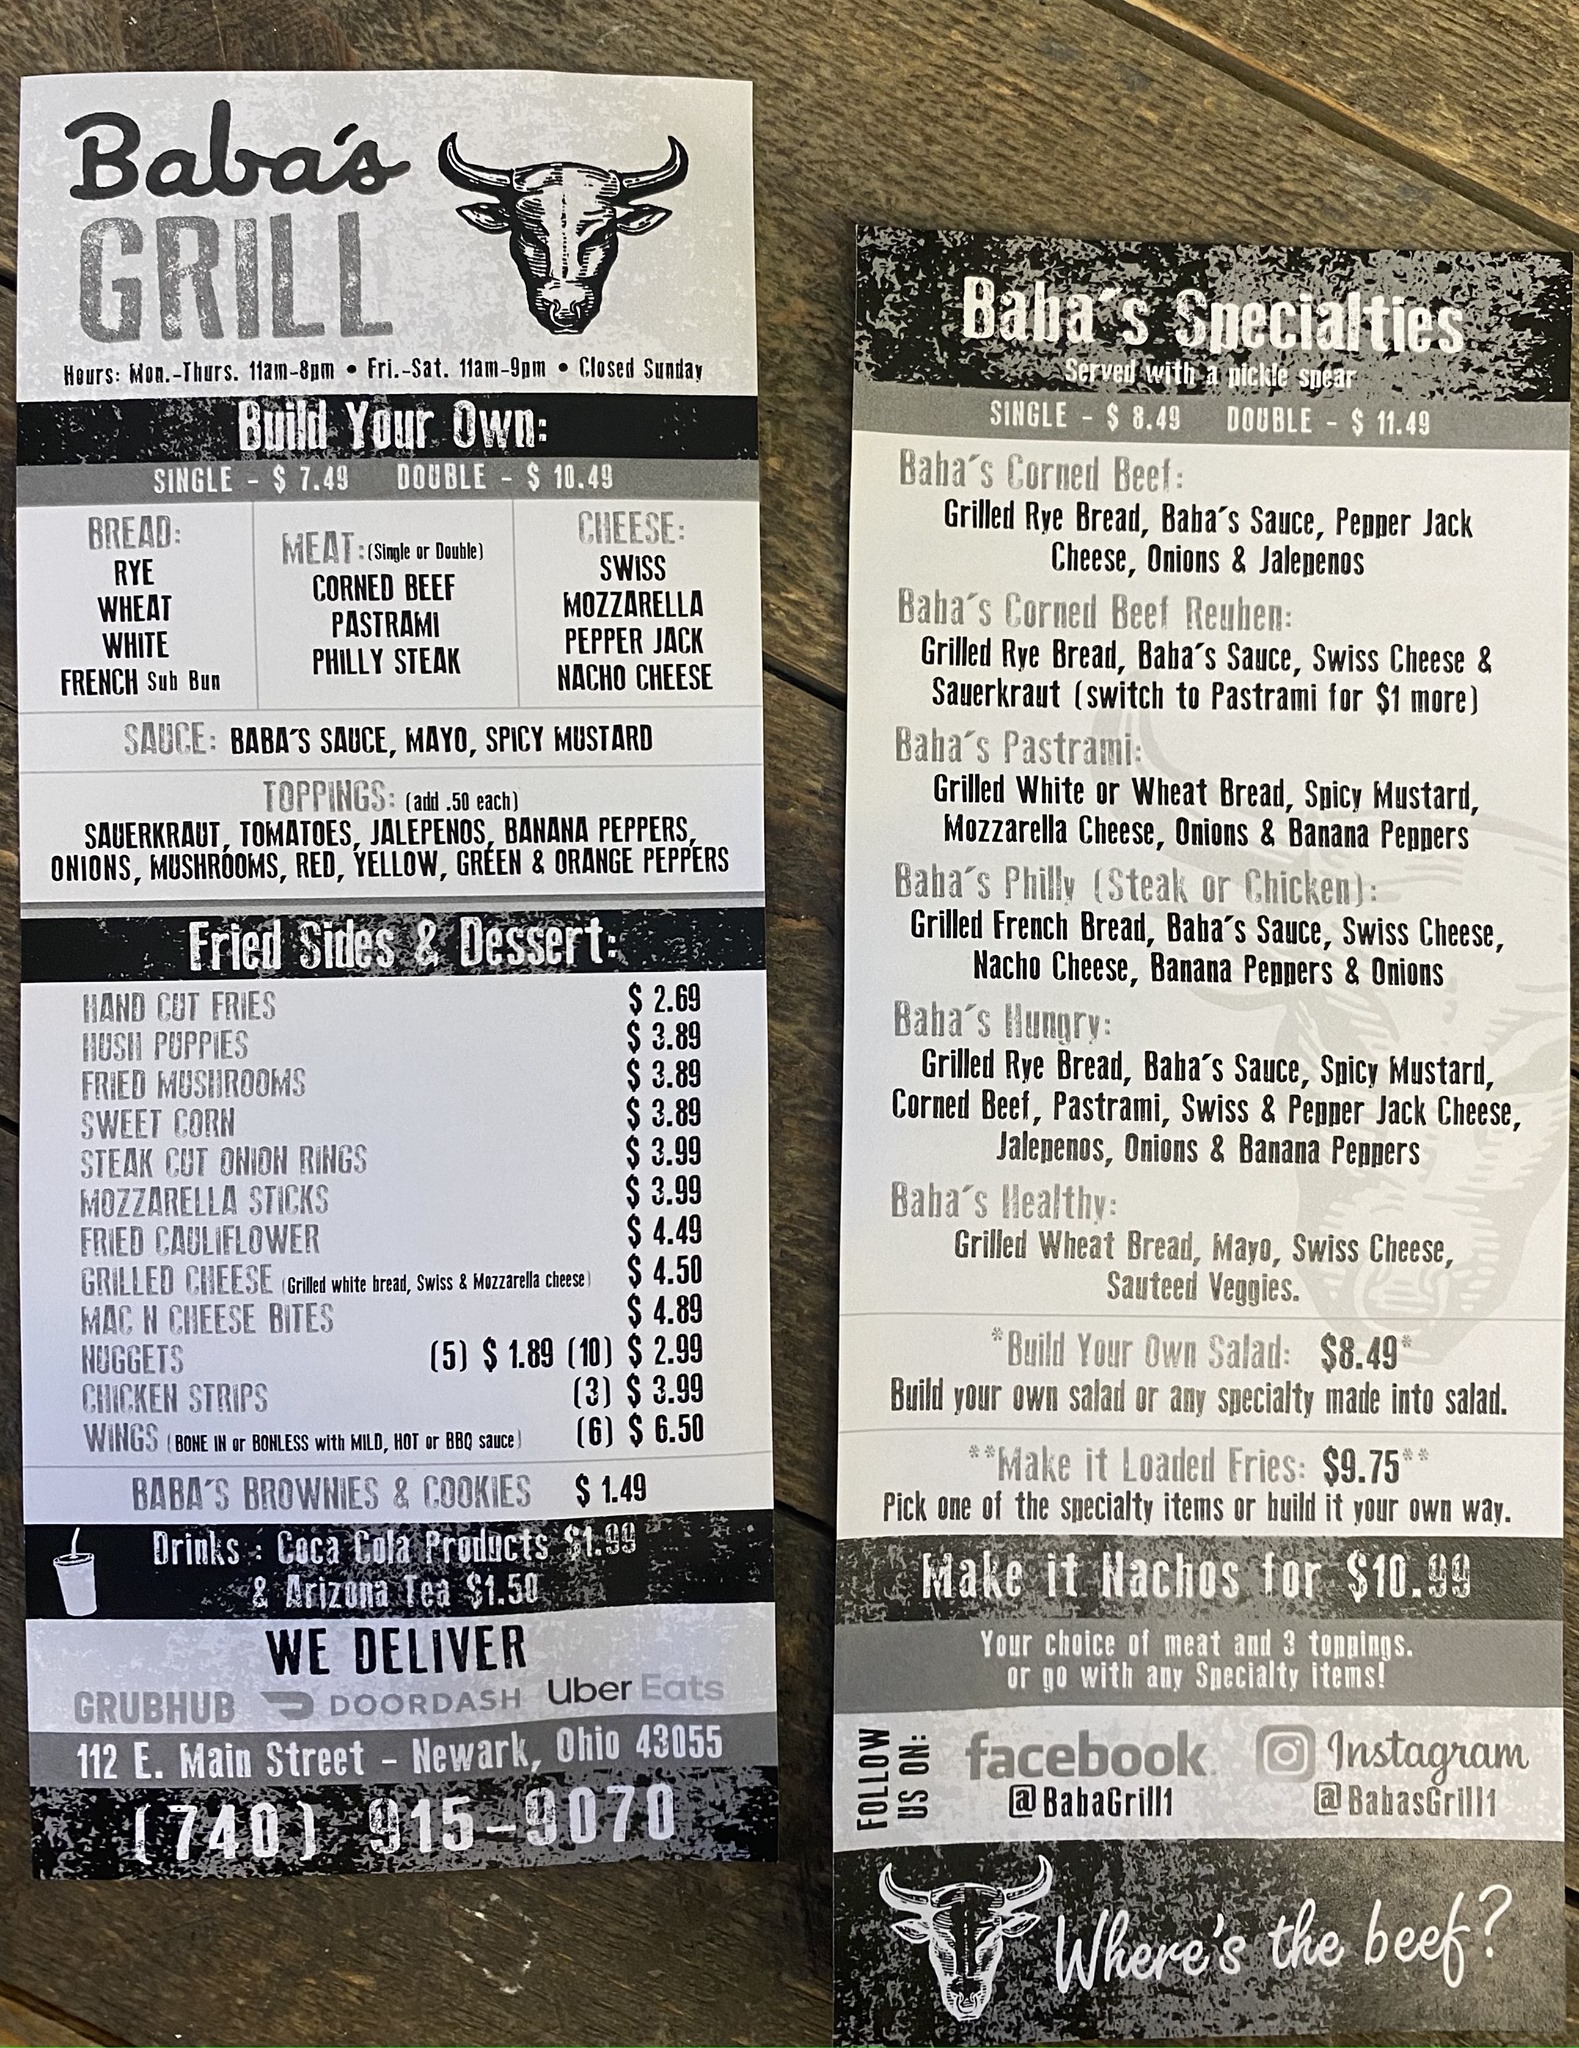 Baba's
GRILL
Hours: Mon.-Thurs. 11am-8pm • Fri.-Sat. 11am-9pm • Closed Sunday
Build Your Own:
SINGLE - $ 7.49 DOUBLE - $ 10.49
BREAD:
RYE
WHEAT
WHITE
FRENCH Sub Bun
MEAT: (Single or Double)
CORNED BEEF
PASTRAMI
PHILLY STEAK
CHEESE:
SWISS
MOZZARELLA
PEPPER JACK
NACHO CHEESE
SAUCE: BABA'S SAUCE, MAYO, SPICY MUSTARD
TOPPINGS: (add .50 each)
SAUERKRAUT, TOMATOES, JALEPENOS, BANANA PEPPERS,
ONIONS, MUSHROOMS, RED, YELLOW, GREEN & ORANGE PEPPERS
Fried Sides & Dessert:
HAND CUT FRIES $ 2.69
HUSH PUPPIES $ 3.89
FRIED MUSHROOMS $ 3.89
SWEET CORN $ 3.89
STEAK CUT ONION RINGS $ 3.99
MOZZARELLA STICKS $ 3.99
FRIED CAULIFLOWER $ 4.49
GRILLED CHEESE (Grilled white bread, Swiss & Mozzarella cheese) $ 4.50
MAC N CHEESE BITES $ 4.89
NUGGETS (5) $ 1.89 (10) $ 2.99
CHICKEN STRIPS (3) $ 3.99
WINGS (BONE IN or BONLESS with MILD, HOT or BBQ sauce) (6) $ 6.50
BABA'S BROWNIES & COOKIES $ 1.49
Drinks : Coca Cola Products $1.99
& Arizona Tea $1.50
WE DELIVER
GRUBHUB DOORDASH Uber Eats
112 E. Main Street - Newark, Ohio 43055
(740) 915-9070
Baba's Specialties
Served with a pickle spear
SINGLE - $ 8.49 DOUBLE - $ 11.49
Baba's Corned Beef:
Grilled Rye Bread, Baba's Sauce, Pepper Jack
Cheese, Onions & Jalepenos
Baba's Corned Beef Reuben:
Grilled Rye Bread, Baba's Sauce, Swiss Cheese &
Sauerkraut (switch to Pastrami for $1 more)
Baba's Pastrami:
Grilled White or Wheat Bread, Spicy Mustard,
Mozzarella Cheese, Onions & Banana Peppers
Baba's Philly (Steak or Chicken):
Grilled French Bread, Baba's Sauce, Swiss Cheese,
Nacho Cheese, Banana Peppers & Onions
Baba's Hungry:
Grilled Rye Bread, Baba's Sauce, Spicy Mustard,
Corned Beef, Pastrami, Swiss & Pepper Jack Cheese,
Jalepenos, Onions & Banana Peppers
Baba's Healthy:
Grilled Wheat Bread, Mayo, Swiss Cheese,
Sauteed Veggies.
*Build Your Own Salad: $8.49*
Build your own salad or any specialty made into salad.
**Make it Loaded Fries: $9.75**
Pick one of the specialty items or build it your own way.
Make it Nachos for $10.99
Your choice of meat and 3 toppings.
or go with any Specialty items!
FOLLOW
US ON:
facebook
@BabaGrill1
Instagram
@BabasGrill1
Where's the beef?